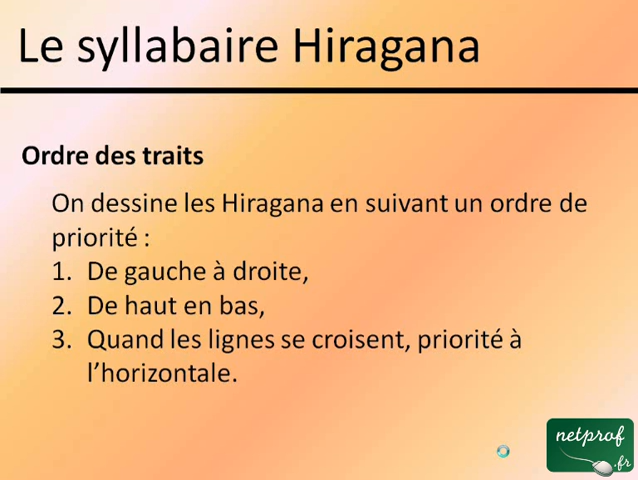 Le syllabaire Hiragana
Ordre des traits
On dessine les Hiragana en suivant un ordre de
priorité :
1. De gauche à droite,
2. De haut en bas,
3. Quand les lignes se croisent, priorité à
l'horizontale.
netprof
.fr